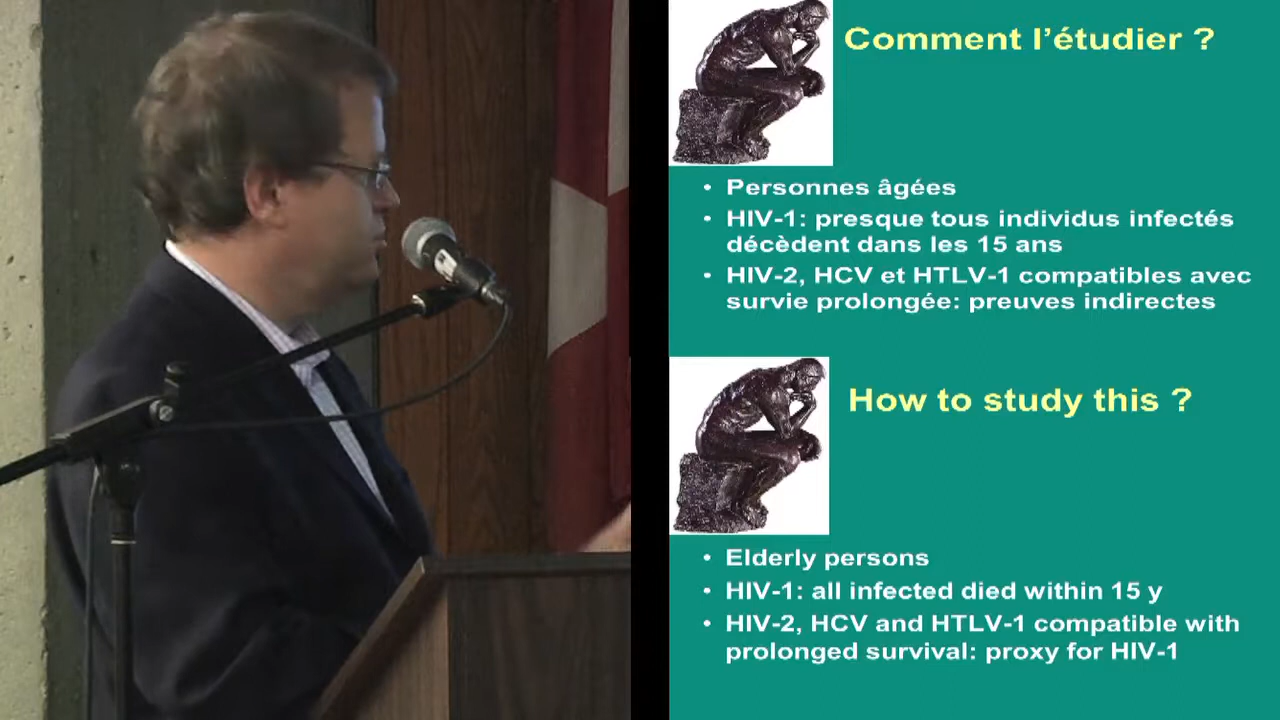 Comment l'étudier ?
• Personnes âgées
• HIV-1: presque tous individus infectés
décèdent dans les 15 ans
• HIV-2, HCV et HTLV-1 compatibles avec
survie prolongée: preuves indirectes
How to study this ?
• Elderly persons
• HIV-1: all infected died within 15 y
• HIV-2, HCV and HTLV-1 compatible with
prolonged survival: proxy for HIV-1